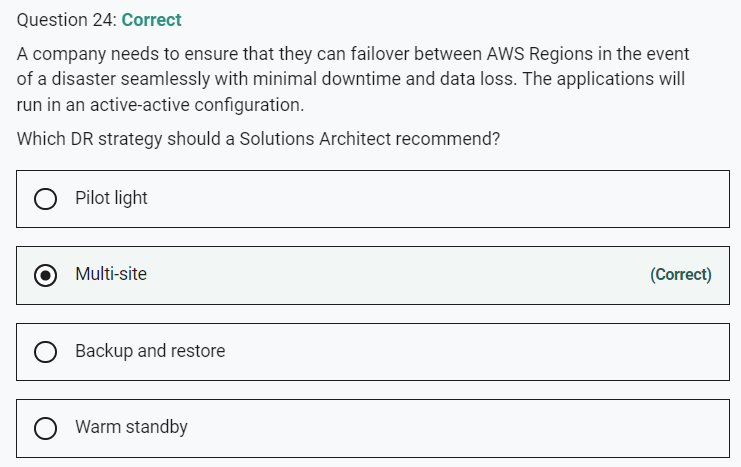 Question 24: Correct
A company needs to ensure that they can failover between AWS Regions in the event
of a disaster seamlessly with minimal downtime and data loss. The applications will
run in an active-active configuration.
Which DR strategy should a Solutions Architect recommend?
Pilot light
Multi-site (Correct)
Backup and restore
Warm standby